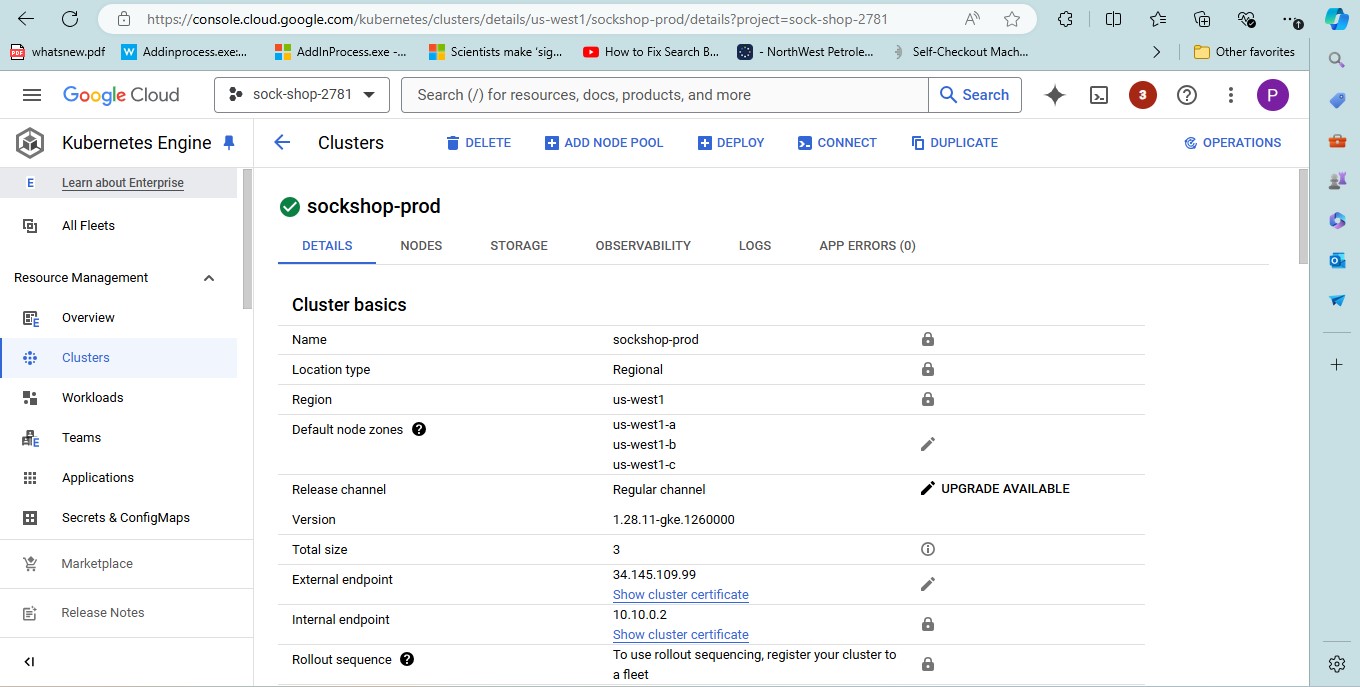 https://console.cloud.google.com/kubernetes/clusters/details/us-west1/sockshop-prod/details?project=sock-shop-2781
whatsnew.pdf
Addinprocess.exe:...
AddInProcess.exe -...
Scientists make 'sig...
How to Fix Search B...
- NorthWest Petrole...
Self-Checkout Mach...
Other favorites
Google Cloud
sock-shop-2781
Search (/) for resources, docs, products, and more
Search
3
P
Kubernetes Engine
Clusters
DELETE
ADD NODE POOL
DEPLOY
CONNECT
DUPLICATE
OPERATIONS
E Learn about Enterprise
All Fleets
Resource Management
Overview
Clusters
Workloads
Teams
Applications
Secrets & ConfigMaps
Marketplace
Release Notes
sockshop-prod
DETAILS
NODES
STORAGE
OBSERVABILITY
LOGS
APP ERRORS (0)
Cluster basics
Name sockshop-prod
Location type Regional
Region us-west1
Default node zones us-west1-a
us-west1-b
us-west1-c
Release channel Regular channel UPGRADE AVAILABLE
Version 1.28.11-gke.1260000
Total size 3
External endpoint 34.145.109.99
Show cluster certificate
Internal endpoint 10.10.0.2
Show cluster certificate
Rollout sequence To use rollout sequencing, register your cluster to
a fleet